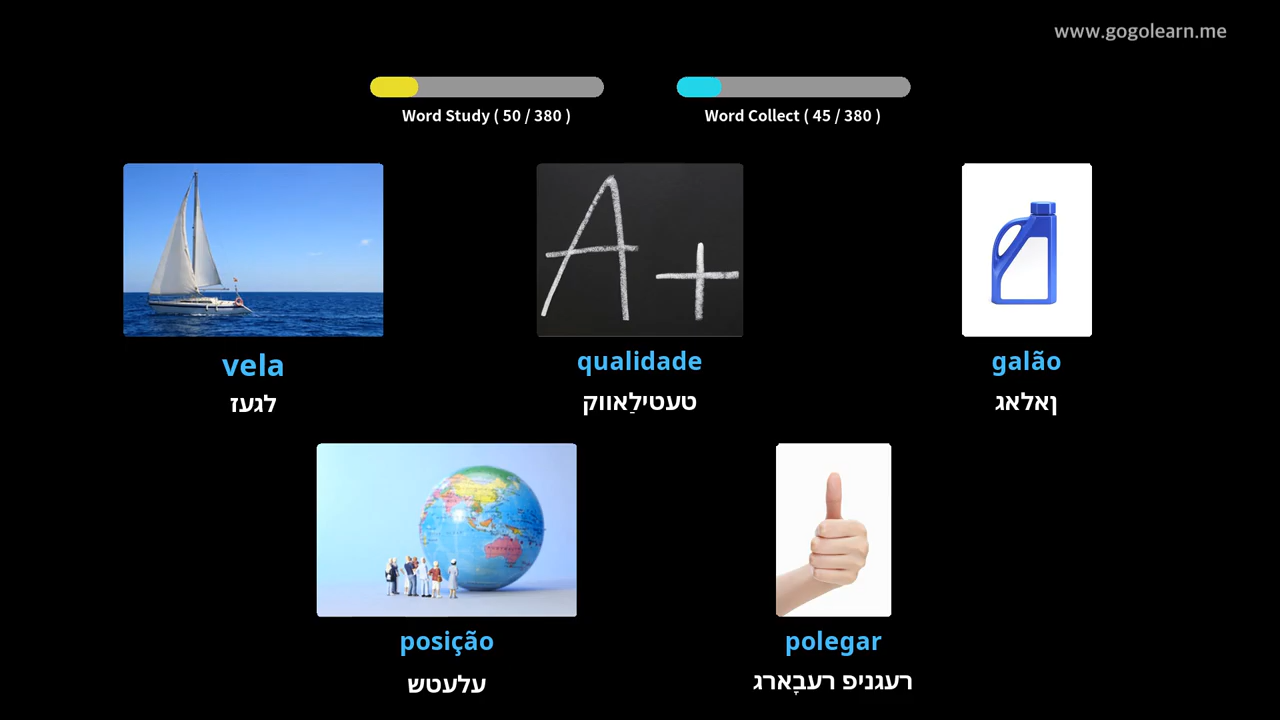 www.gogolearn.me
Word Study ( 50 / 380 )
Word Collect ( 45 / 380 )
vela
לגעז
qualidade
טעטילַאווק
galão
ןאלאג
posição
עלעטש
polegar
רעגניפ רעבָארג